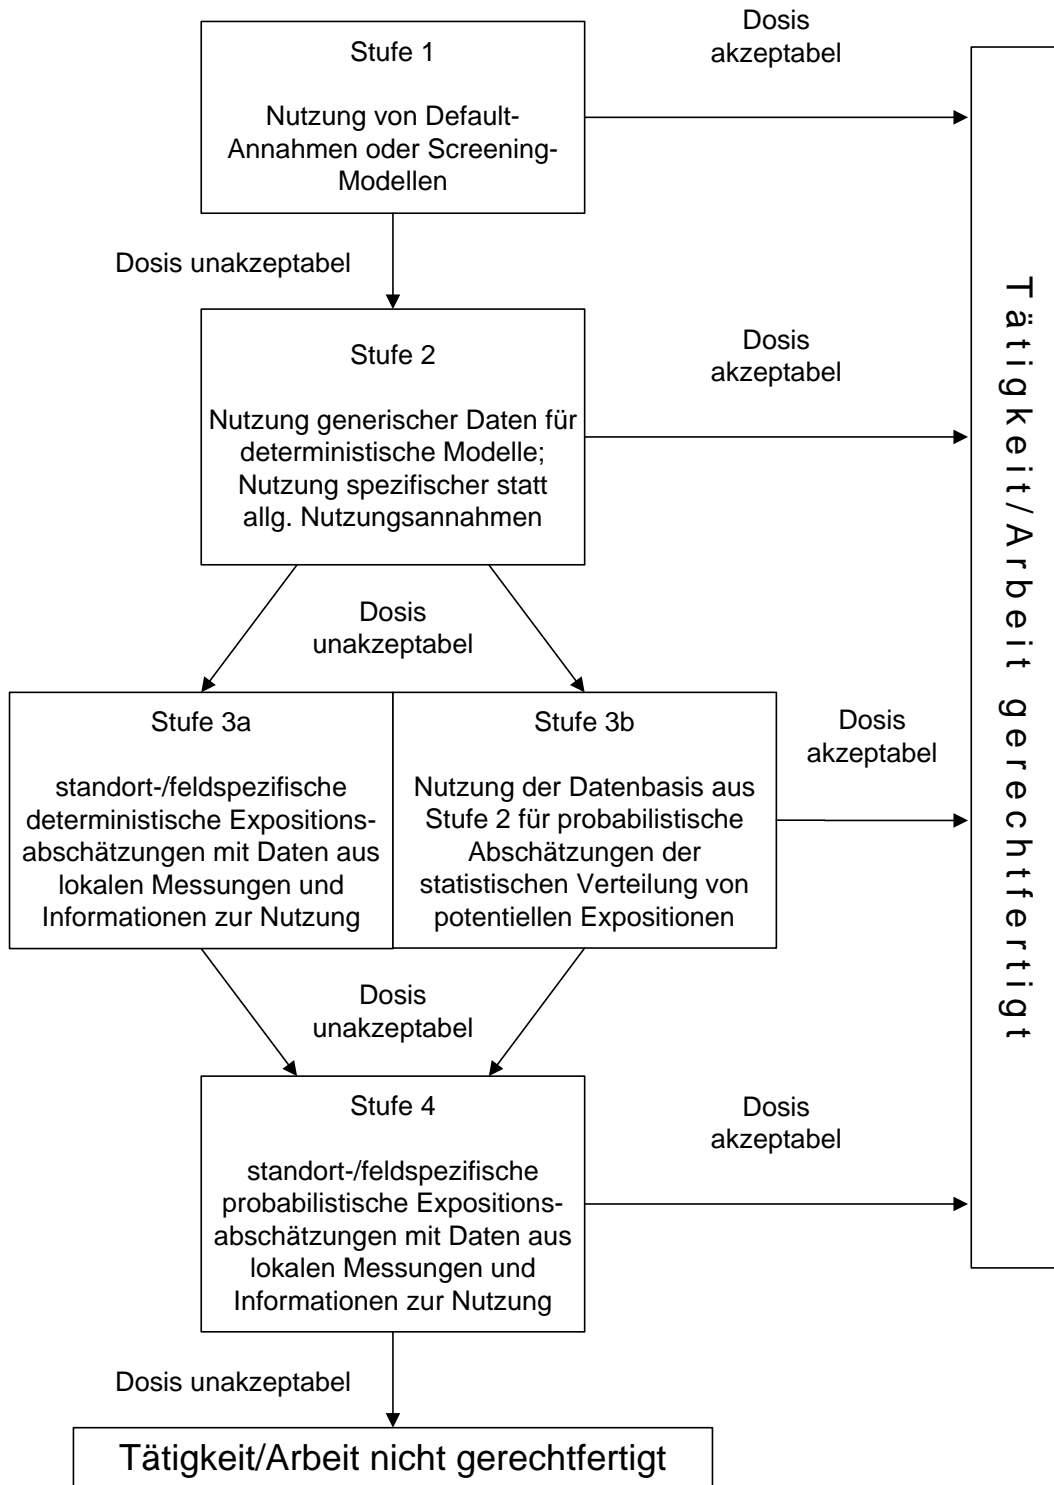 Stufe 1
Nutzung von Default-
Annahmen oder Screening-
Modellen
Dosis
akzeptabel
Dosis unakzeptabel
Stufe 2
Nutzung generischer Daten für
deterministische Modelle;
Nutzung spezifischer statt
allg. Nutzungsannahmen
Dosis
akzeptabel
Dosis
unakzeptabel
Stufe 3a
standort-/feldspezifische
deterministische Expositions-
abschätzungen mit Daten aus
lokalen Messungen und
Informationen zur Nutzung
Stufe 3b
Nutzung der Datenbasis aus
Stufe 2 für probabilistische
Abschätzungen der
statistischen Verteilung von
potentiellen Expositionen
Dosis
akzeptabel
Dosis
unakzeptabel
Stufe 4
standort-/feldspezifische
probabilistische Expositions-
abschätzungen mit Daten aus
lokalen Messungen und
Informationen zur Nutzung
Dosis
akzeptabel
Dosis unakzeptabel
Tätigkeit/Arbeit nicht gerechtfertigt
Tätigkeit/Arbeit gerechtfertigt